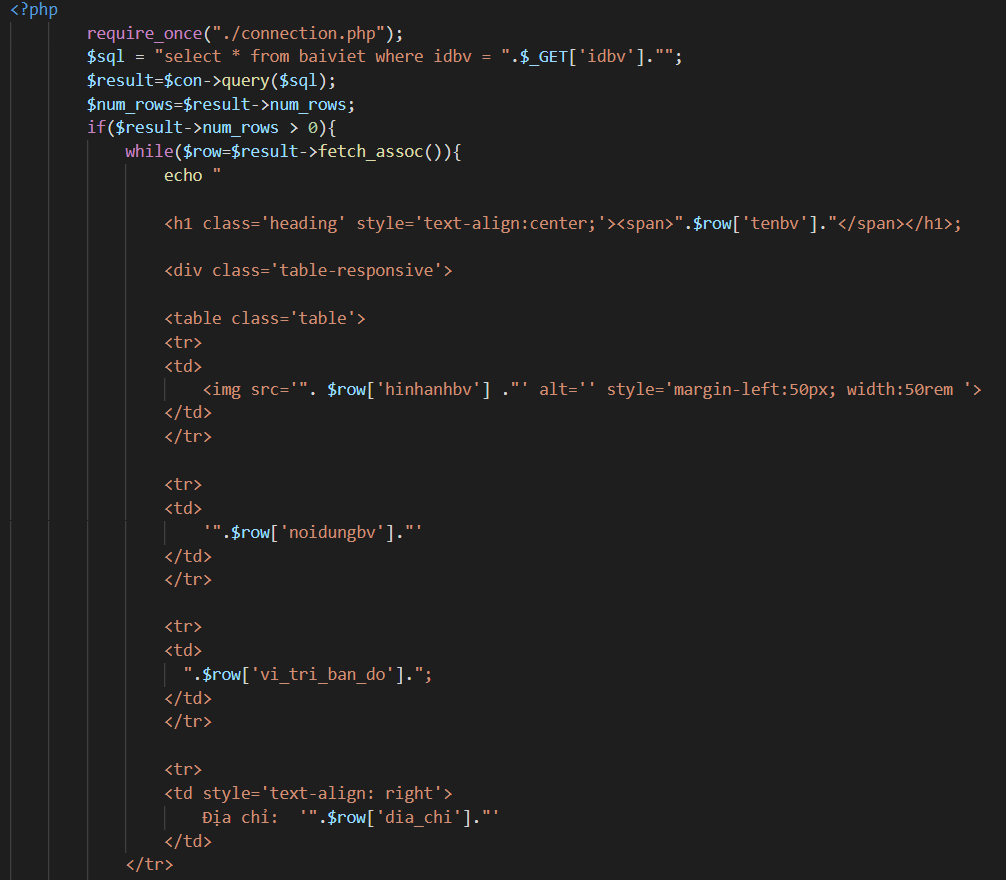 <?php
require_once("./connection.php");
$sql = "select * from baiviet where idbv = ".$_GET['idbv']."";
$result=$con->query($sql);
$num_rows=$result->num_rows;
if($result->num_rows > 0){
while($row=$result->fetch_assoc()){
echo "
<h1 class='heading' style='text-align:center;'><span>".$row['tenbv']."</span></h1>;
<div class='table-responsive'>
<table class='table'>
<tr>
<td>
<img src='". $row['hinhanhbv'] ."' alt='' style='margin-left:50px; width:50rem '>
</td>
</tr>
<tr>
<td>
'".$row['noidungbv']."'
</td>
</tr>
<tr>
<td>
".$row['vi_tri_ban_do'].";
</td>
</tr>
<tr>
<td style='text-align: right'>
Địa chỉ:  '".$row['dia_chi']."'
</td>
</tr>